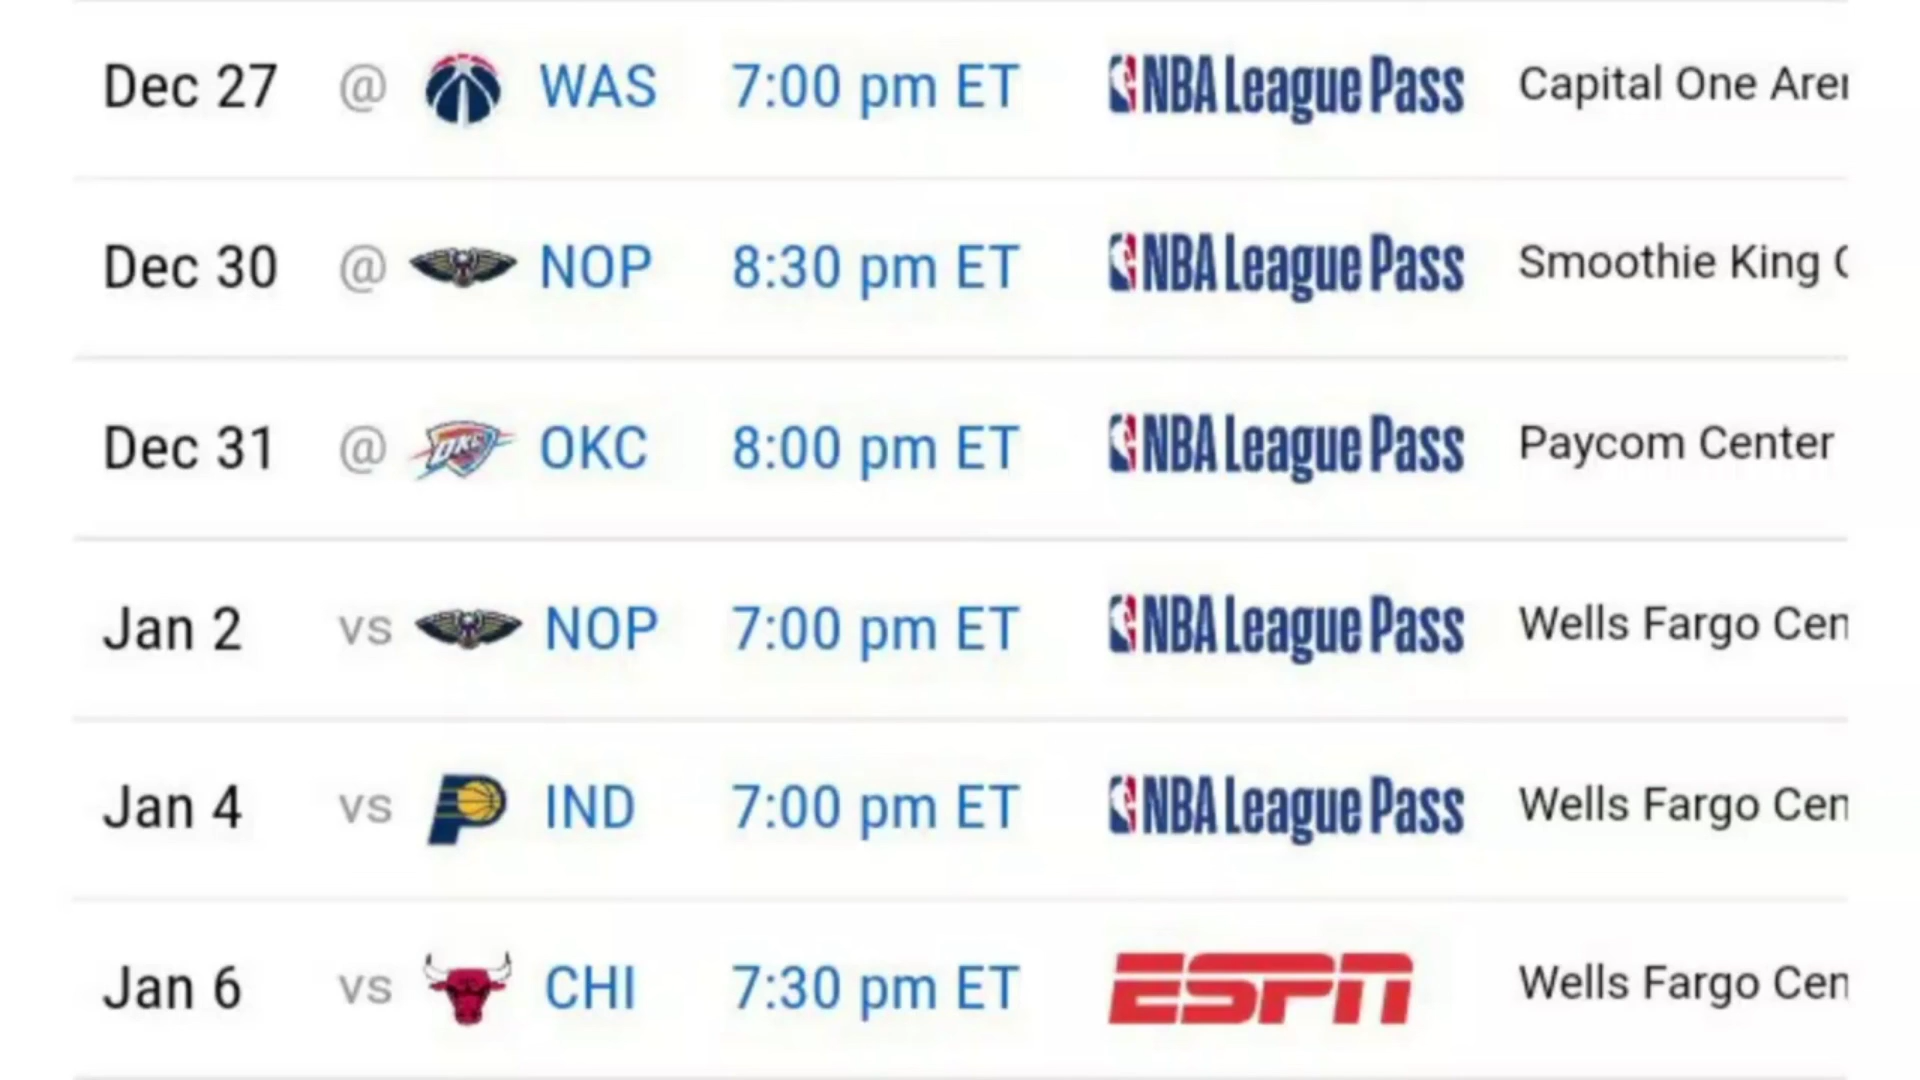 Dec 27 @ WAS 7:00 pm ET NBA League Pass Capital One
Dec 30 @ NOP 8:30 pm ET NBA League Pass Smoothie King
Dec 31 @ OKC OKC 8:00 pm ET NBA League Pass Paycom Center
Jan 2 vs NOP 7:00 pm ET NBA League Pass Wells Fargo Cen
Jan 4 vs IND 7:00 pm ET NBA League Pass Wells Fargo Cen
Jan 6 vs CHI 7:30 pm ET ESPN Wells Fargo Cen